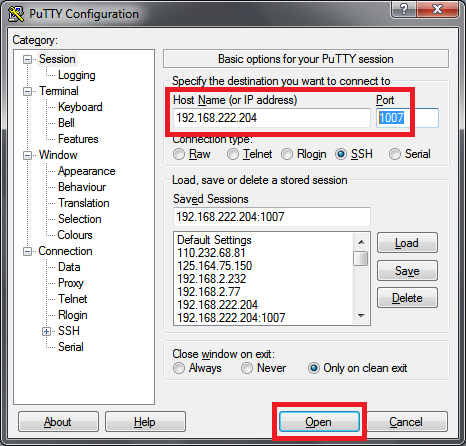 PuTTY Configuration
Category:
Session
Logging
Terminal
Keyboard
Bell
Features
Window
Appearance
Behaviour
Translation
Selection
Colours
Connection
Data
Proxy
Telnet
Rlogin
SSH
Serial
Basic options for your PuTTY session
Specify the destination you want to connect to
Host Name (or IP address) Port
192.168.222.204 1007
Connection type:
Raw Telnet Rlogin SSH Serial
Load, save or delete a stored session
Saved Sessions
192.168.222.204:1007
Default Settings
110.232.68.81
125.164.75.150
192.168.2.232
192.168.2.77
192.168.222.204
192.168.222.204:1007
Load
Save
Delete
Close window on exit:
Always Never Only on clean exit
About Help Open Cancel